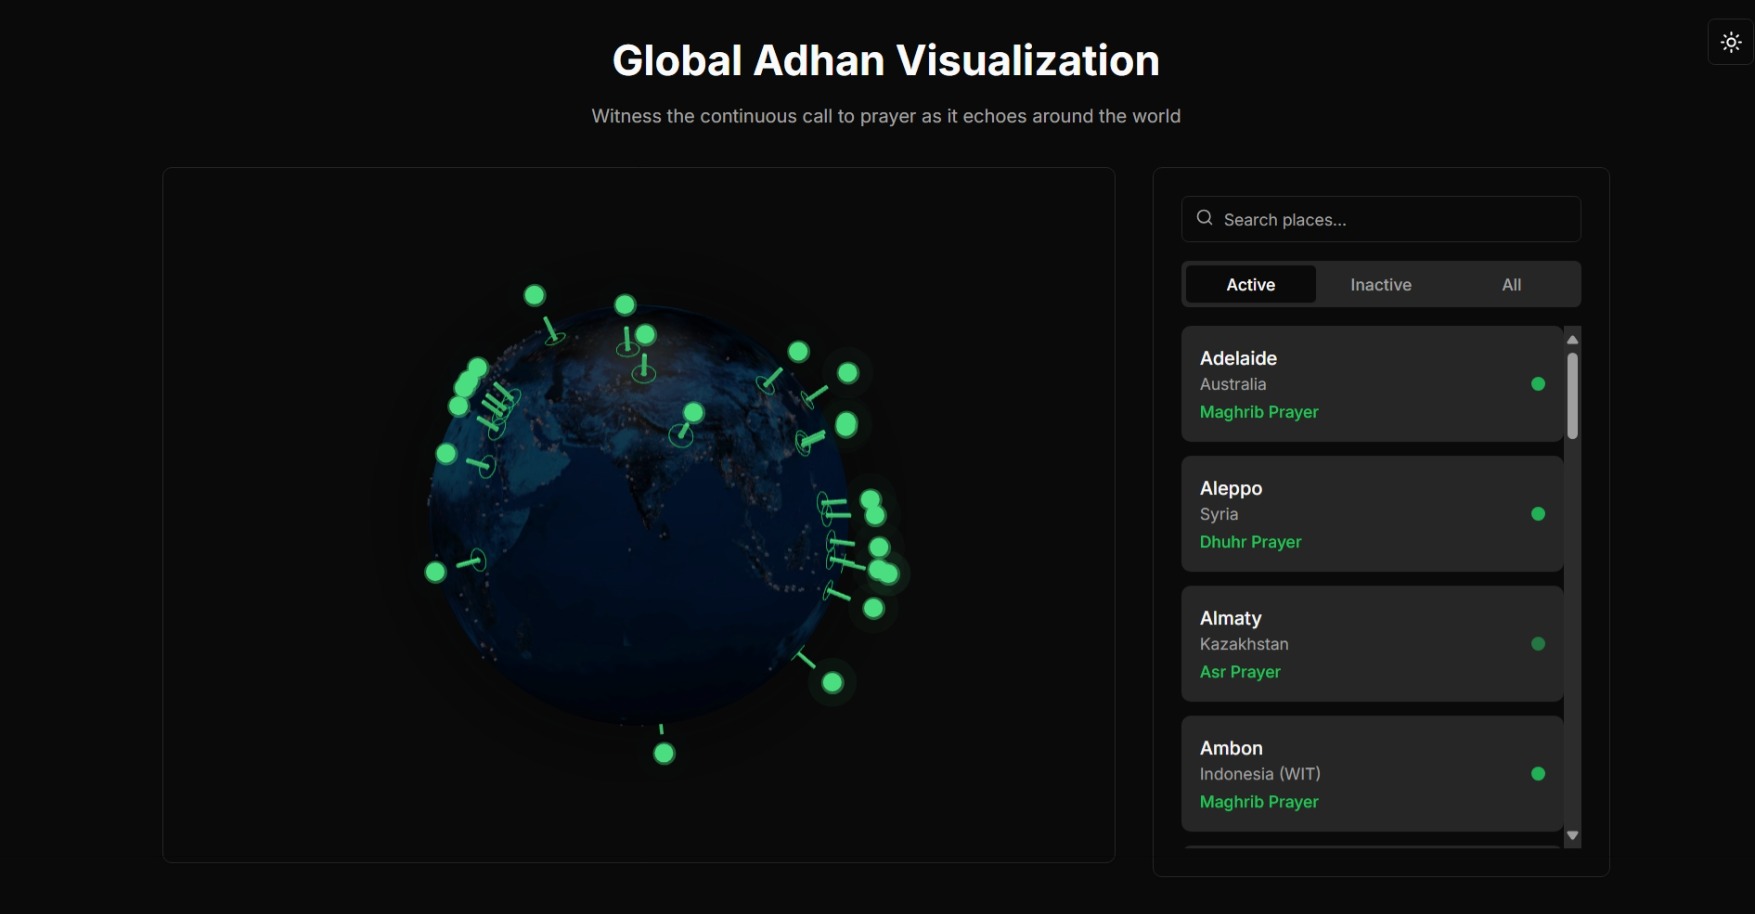 Global Adhan Visualization
Witness the continuous call to prayer as it echoes around the world
Search places...
Active
Inactive
All
Adelaide
Australia
Maghrib Prayer
Aleppo
Syria
Dhuhr Prayer
Almaty
Kazakhstan
Asr Prayer
Ambon
Indonesia (WIT)
Maghrib Prayer